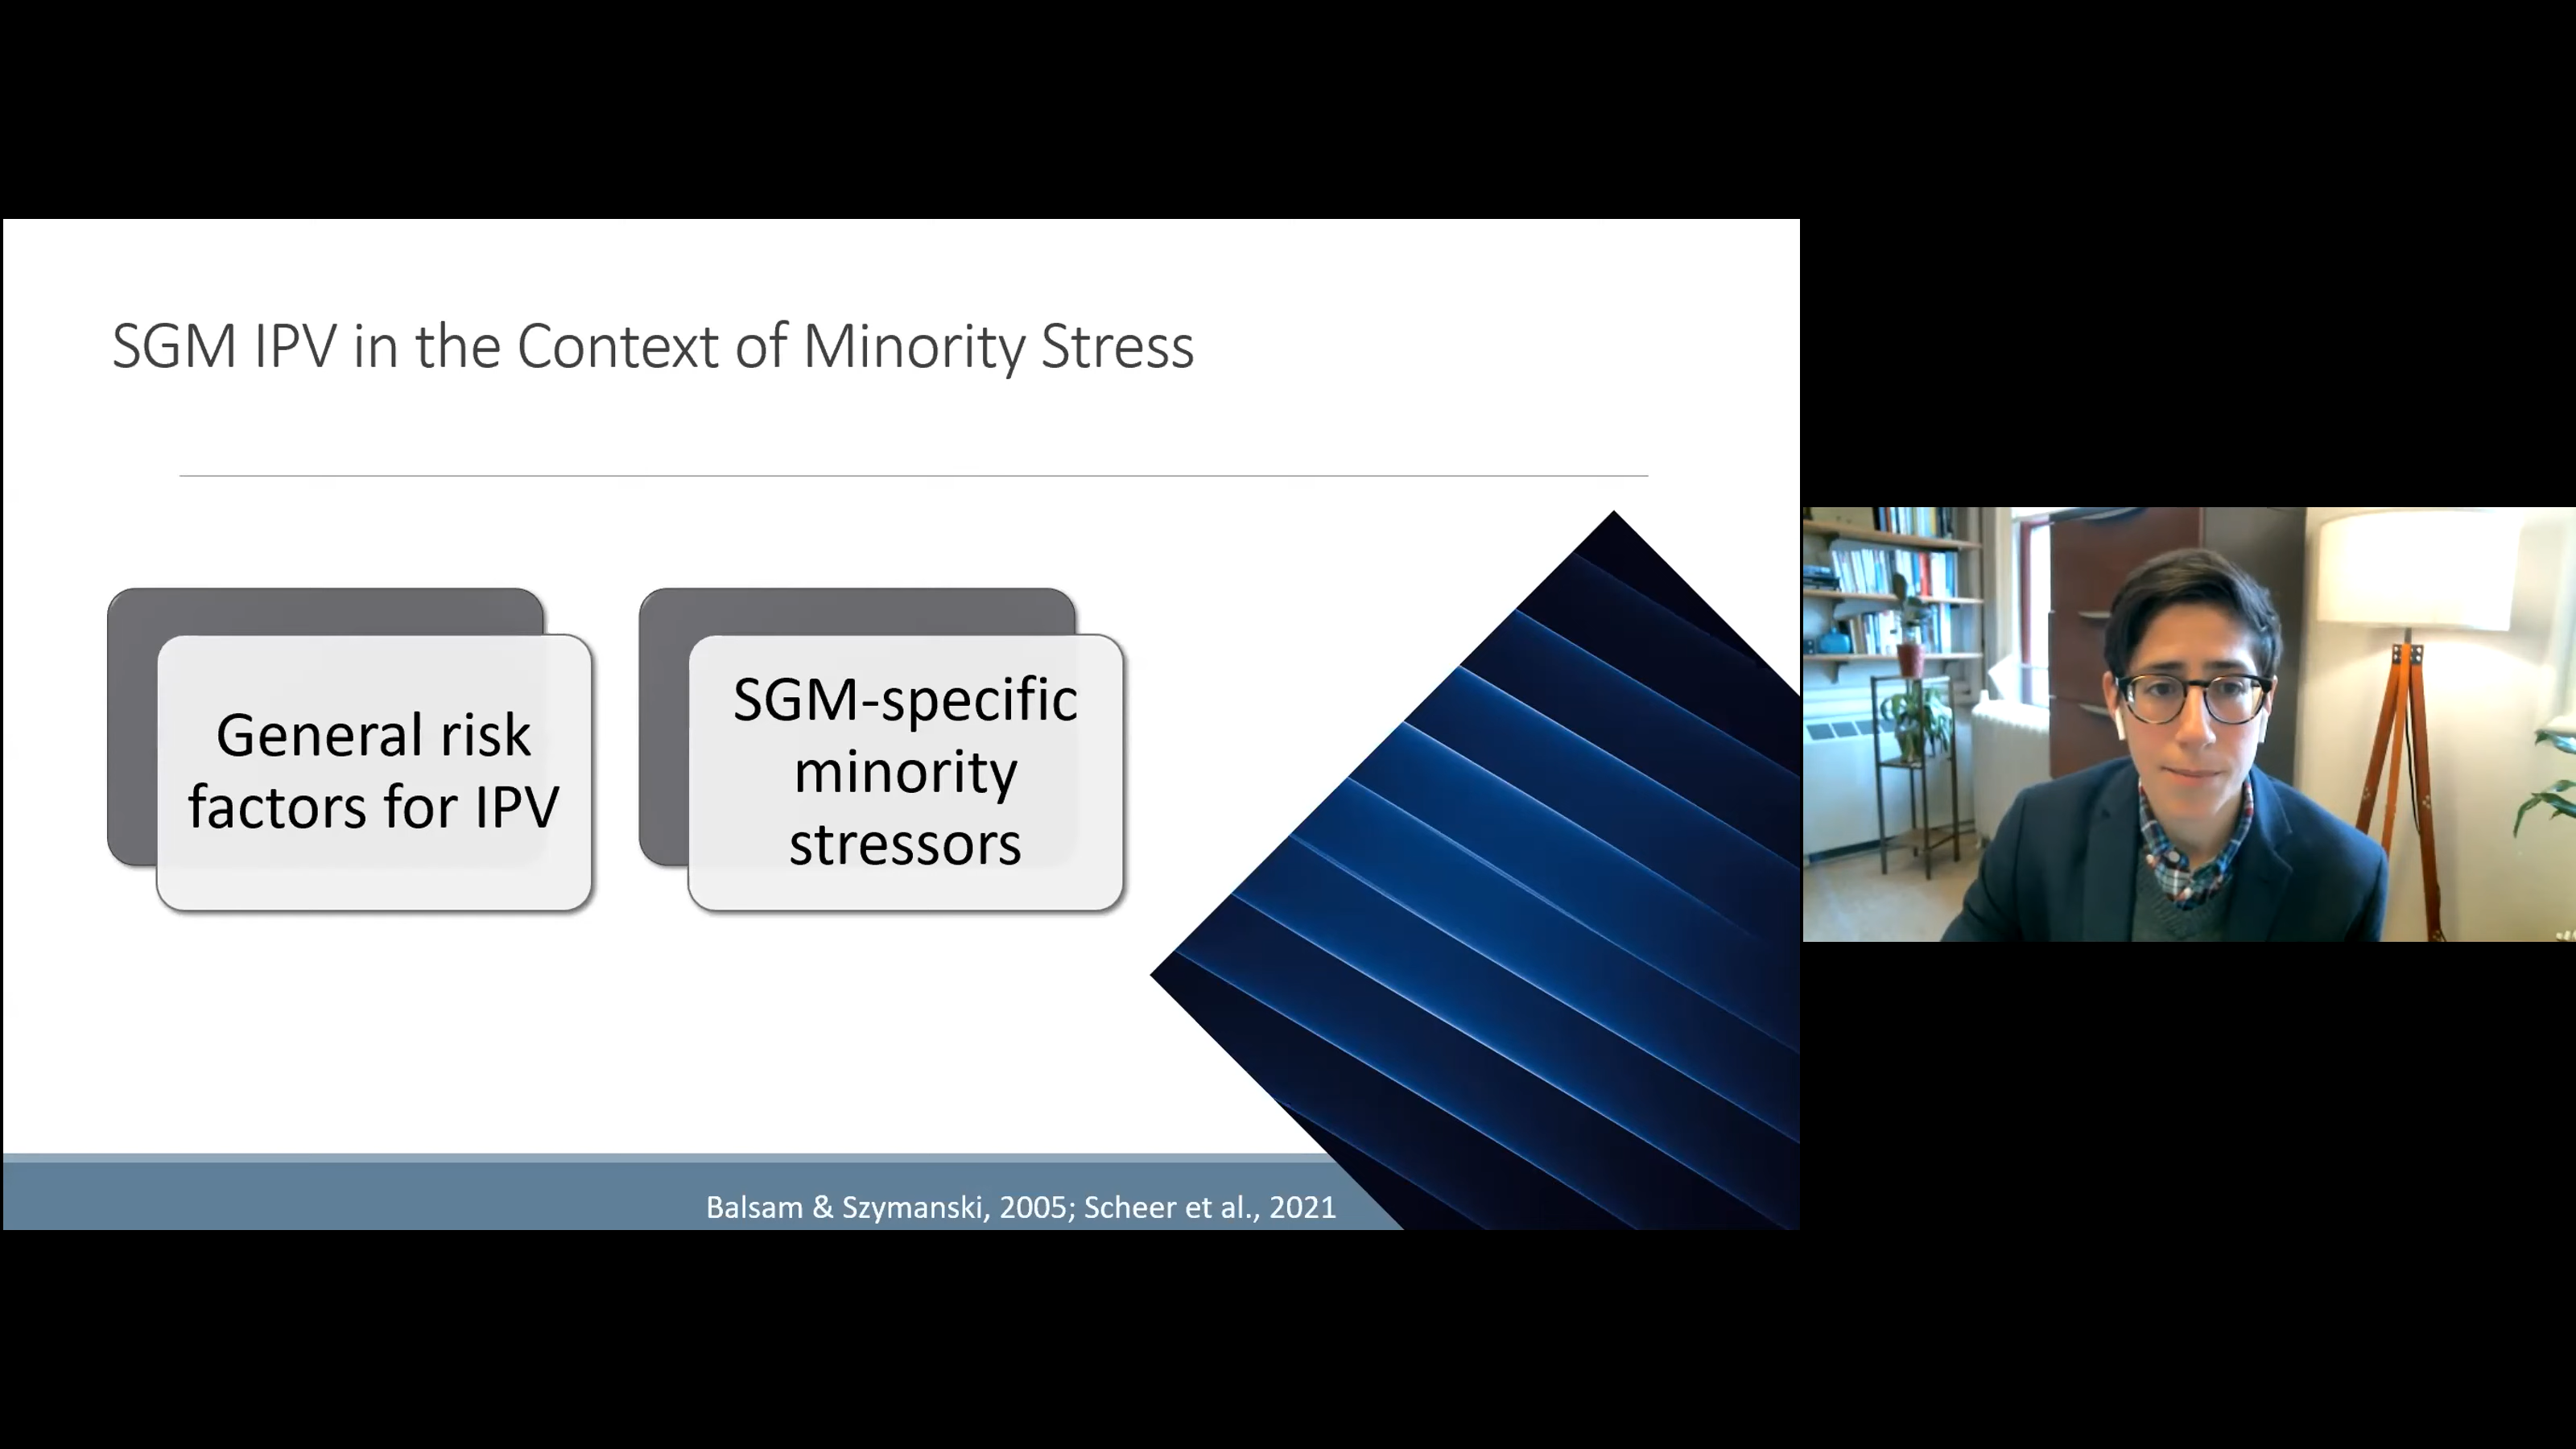 SGM IPV in the Context of Minority Stress
General risk
factors for IPV
SGM-specific
minority
stressors
Balsam & Szymanski, 2005; Scheer et al., 2021